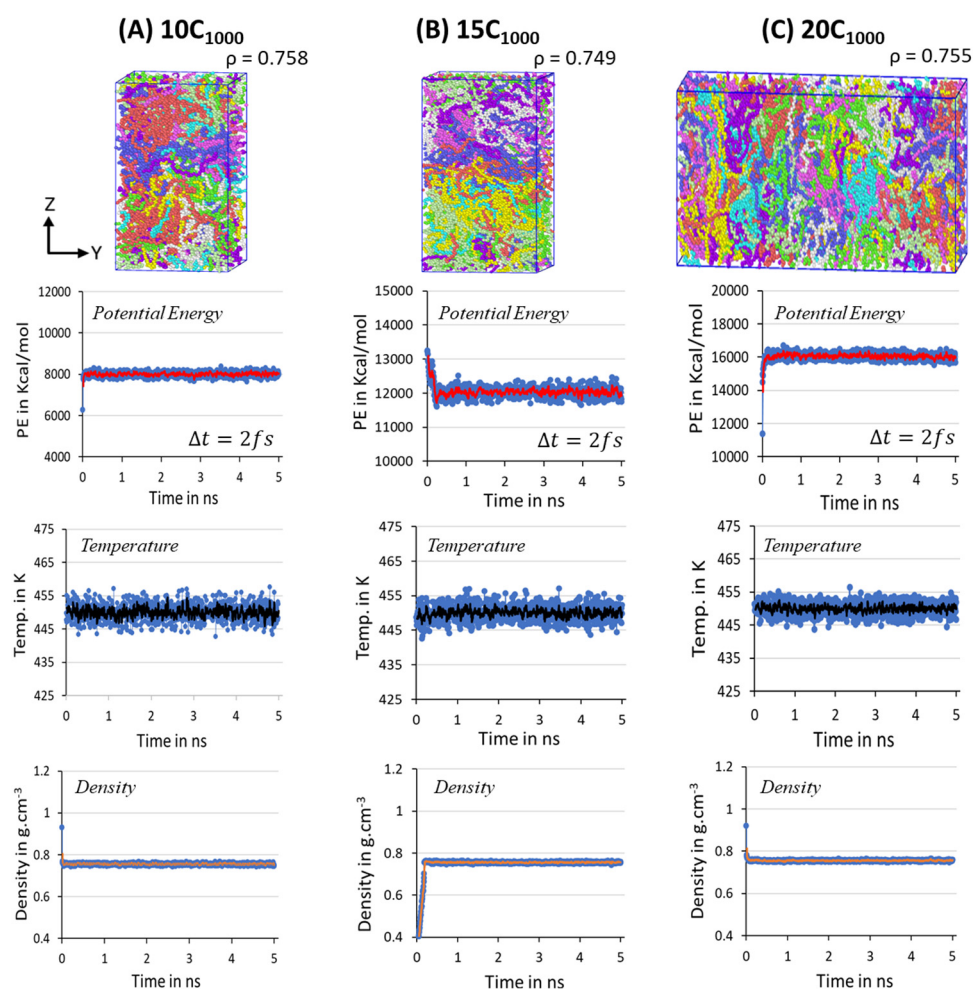 (A) 10C1000
ρ = 0.758
(B) 15C1000
ρ = 0.749
(C) 20C1000
ρ = 0.755
Z
Y
12000
10000
8000
6000
4000
PE in Kcal/mol
Potential Energy
Δt = 2fs
0 1 2 3 4 5
Time in ns
15000
14000
13000
12000
11000
10000
PE in Kcal/mol
Potential Energy
Δt = 2fs
0 1 2 3 4 5
Time in ns
20000
18000
16000
14000
12000
10000
PE in Kcal/mol
Potential Energy
Δt = 2fs
0 1 2 3 4 5
Time in ns
475
465
455
445
435
425
Temp. in K
Temperature
0 1 2 3 4 5
Time in ns
475
465
455
445
435
425
Temp. in K
Temperature
0 1 2 3 4 5
Time in ns
475
465
455
445
435
425
Temp. in K
Temperature
0 1 2 3 4 5
Time in ns
1.2
1
0.8
0.6
0.4
Density in g.cm-3
Density
0 1 2 3 4 5
Time in ns
1.2
1
0.8
0.6
0.4
Density in g.cm-3
Density
0 1 2 3 4 5
Time in ns
1.2
1
0.8
0.6
0.4
Density in g.cm-3
Density
0 1 2 3 4 5
Time in ns